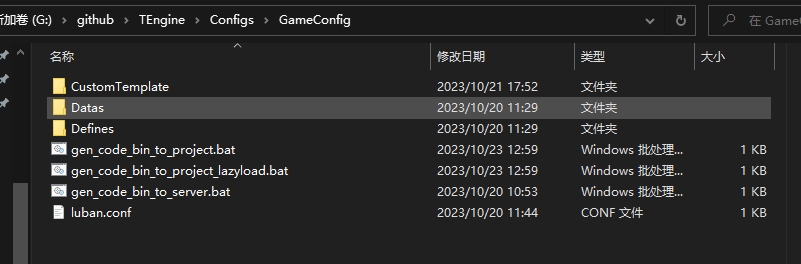 新加卷 (G:) > github > TEngine > Configs > GameConfig 在 Game
名称 修改日期 类型 大小
CustomTemplate 2023/10/21 17:52 文件夹
Datas 2023/10/20 11:29 文件夹
Defines 2023/10/20 11:29 文件夹
gen_code_bin_to_project.bat 2023/10/23 12:59 Windows 批处理... 1 KB
gen_code_bin_to_project_lazyload.bat 2023/10/23 12:59 Windows 批处理... 1 KB
gen_code_bin_to_server.bat 2023/10/20 10:53 Windows 批处理... 1 KB
luban.conf 2023/10/20 11:44 CONF 文件 1 KB